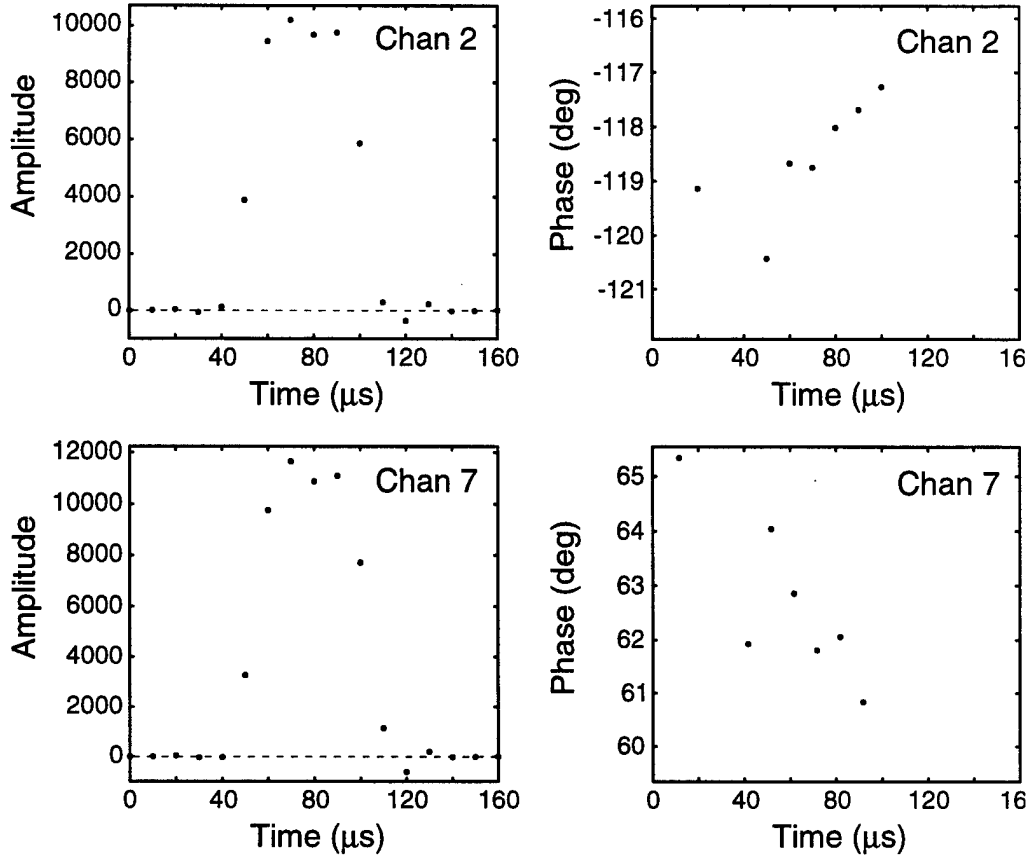 Chan 2
Amplitude
10000
8000
6000
4000
2000
0
0 40 80 120 160
Time (μs)
Chan 2
Phase (deg)
-116
-117
-118
-119
-120
-121
0 40 80 120 16
Time (μs)
Chan 7
Amplitude
12000
10000
8000
6000
4000
2000
0
0 40 80 120 160
Time (μs)
Chan 7
Phase (deg)
65
64
63
62
61
60
0 40 80 120 16
Time (μs)